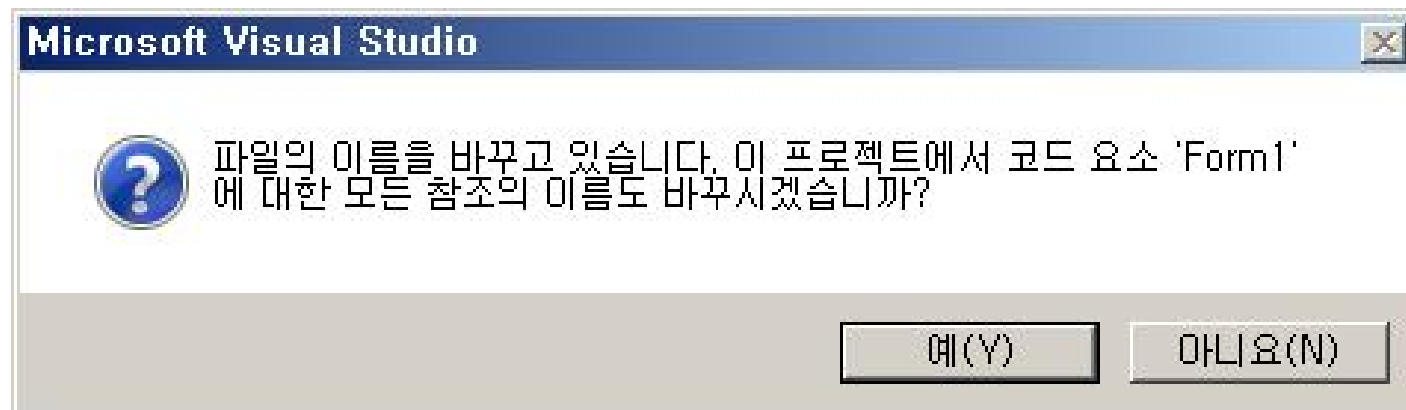 Microsoft Visual Studio
파일의 이름을 바꾸고 있습니다. 이 프로젝트에서 코드 요소 'Form1'
에 대한 모든 참조의 이름도 바꾸시겠습니까?
예(Y) 아니요(N)